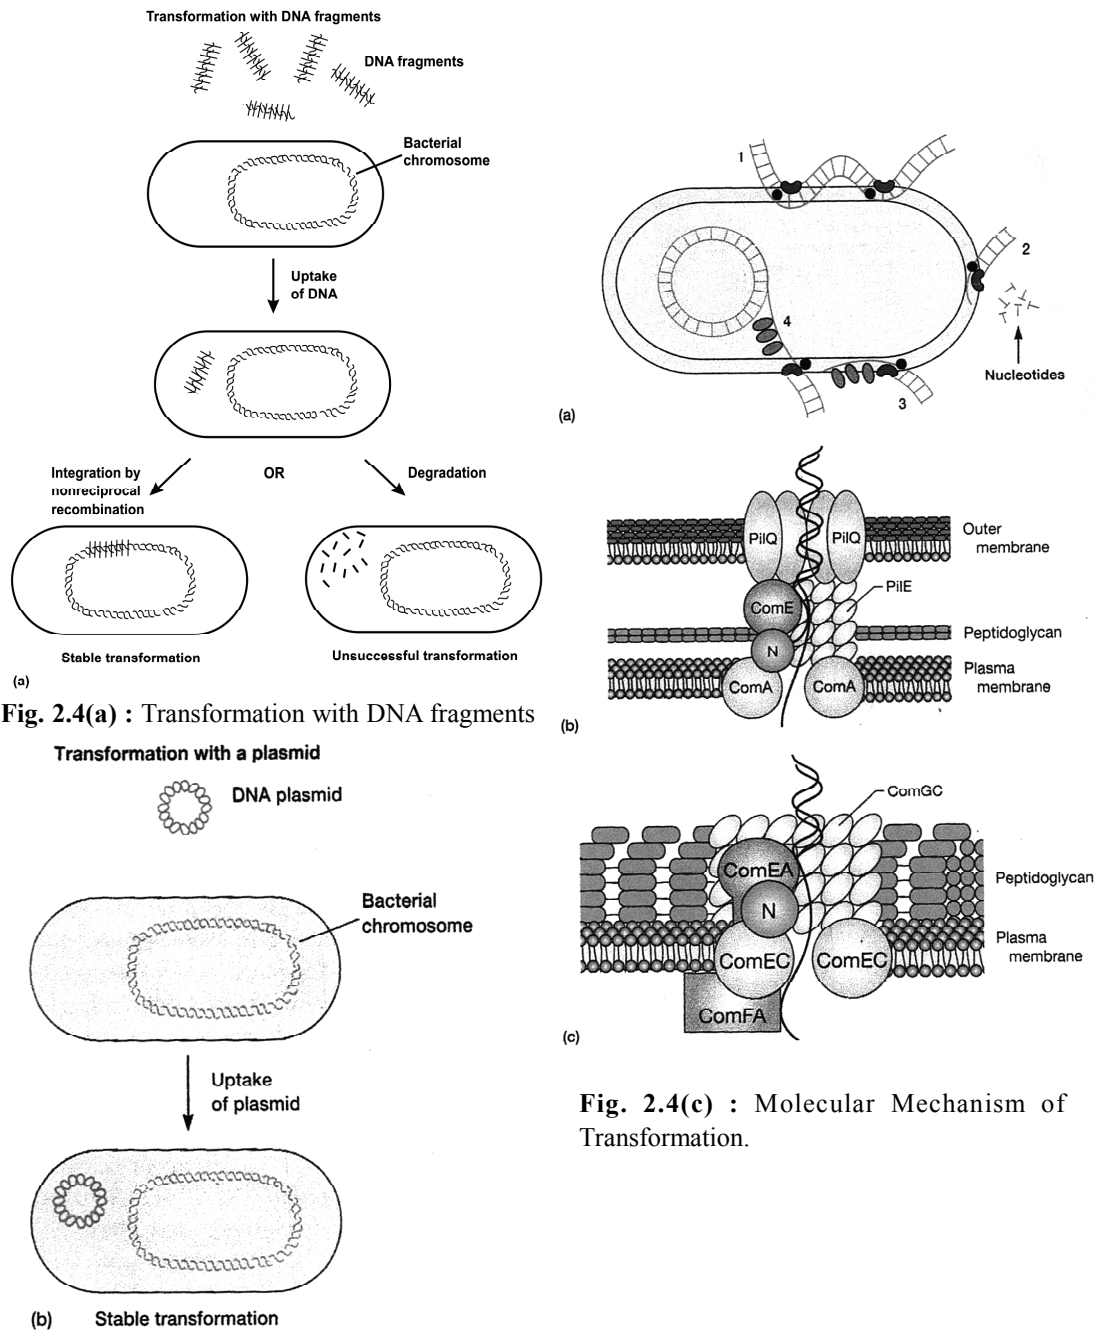 Transformation with DNA fragments
DNA fragments
Bacterial
chromosome
Uptake
of DNA
Integration by
nonreciprocal
recombination
OR
Degradation
Stable transformation
Unsuccessful transformation
(a)
Fig. 2.4(a) : Transformation with DNA fragments
Transformation with a plasmid
DNA plasmid
Bacterial
chromosome
Uptake
of plasmid
(b)
Stable transformation
1
2
4
3
Nucleotides
(a)
PilQ
PilQ
Outer
membrane
ComE
PilE
Peptidoglycan
N
Plasma
membrane
ComA
ComA
(b)
ComGC
ComEA
Peptidoglycan
N
Plasma
membrane
ComEC
ComEC
ComFA
(c)
Fig. 2.4(c) : Molecular Mechanism of
Transformation.